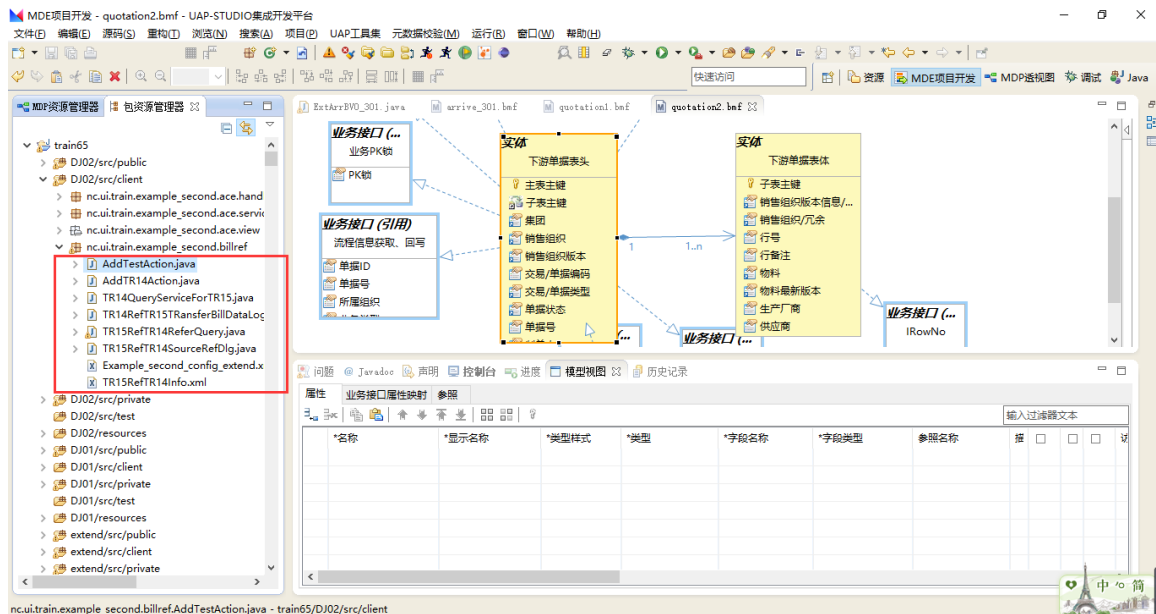 MDE项目开发 - quotation2.bmf - UAP-STUDIO集成开发平台
文件(F) 编辑(E) 源码(S) 重构(T) 浏览(N) 搜索(A) 项目(P) UAP工具集 元数据校验(M) 运行(R) 窗口(W) 帮助(H)
快速访问
资源 MDE项目开发 MDP透视图 调试 Java
MDP资源管理器 包资源管理器
train65
DJ02/src/public
DJ02/src/client
nc.ui.train.example_second.ace.hand
nc.ui.train.example_second.ace.servic
nc.ui.train.example_second.ace.view
nc.ui.train.example_second.billref
AddTestAction.java
AddTR14Action.java
TR14QueryServiceForTR15.java
TR14RefTR15TRansferBillDataLog
TR15RefTR14ReferQuery.java
TR15RefTR14SourceRefDlg.java
Example_second_config_extend.x
TR15RefTR14Info.xml
DJ02/src/private
DJ02/src/test
DJ02/resources
DJ01/src/public
DJ01/src/client
DJ01/src/private
DJ01/src/test
DJ01/resources
extend/src/public
extend/src/client
extend/src/private
ExtArrBVO_301.java arrive_301.bmf quotation1.bmf quotation2.bmf
业务接口 (...
业务PK锁
PK锁
业务接口 (引用)
流程信息获取、回写
单据ID
单据号
所属组织
实体
下游单据表头
主表主键
子表主键
集团
销售组织
销售组织版本
交易/单据编码
交易/单据类型
单据状态
单据号
1 1..n
实体
下游单据表体
子表主键
销售组织版本信息/...
销售组织/冗余
行号
行备注
物料
物料最新版本
生产厂商
供应商
业务接口 (...
业务接口 (...
IRowNo
问题 @ Javadoc 声明 控制台 进度 模型视图 历史记录
属性 业务接口属性映射 参照
输入过滤器文本
*名称 *显示名称 *类型样式 *类型 *字段名称 *字段类型 参照名称
中 简
nc.ui.train.example_second.billref.AddTestAction.java - train65/DJ02/src/client